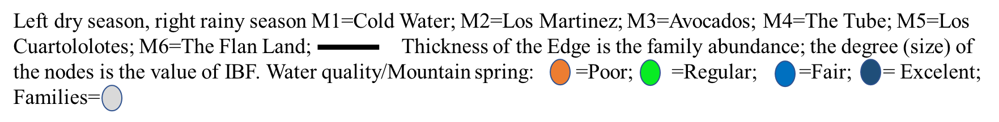 Left dry season, right rainy season M1=Cold Water; M2=Los Martinez; M3=Avocados; M4=The Tube; M5=Los
Cuartololotes; M6=The Flan Land; Thickness of the Edge is the family abundance; the degree (size) of
the nodes is the value of IBF. Water quality/Mountain spring: =Poor; =Regular; =Fair; = Excelent;
Families=